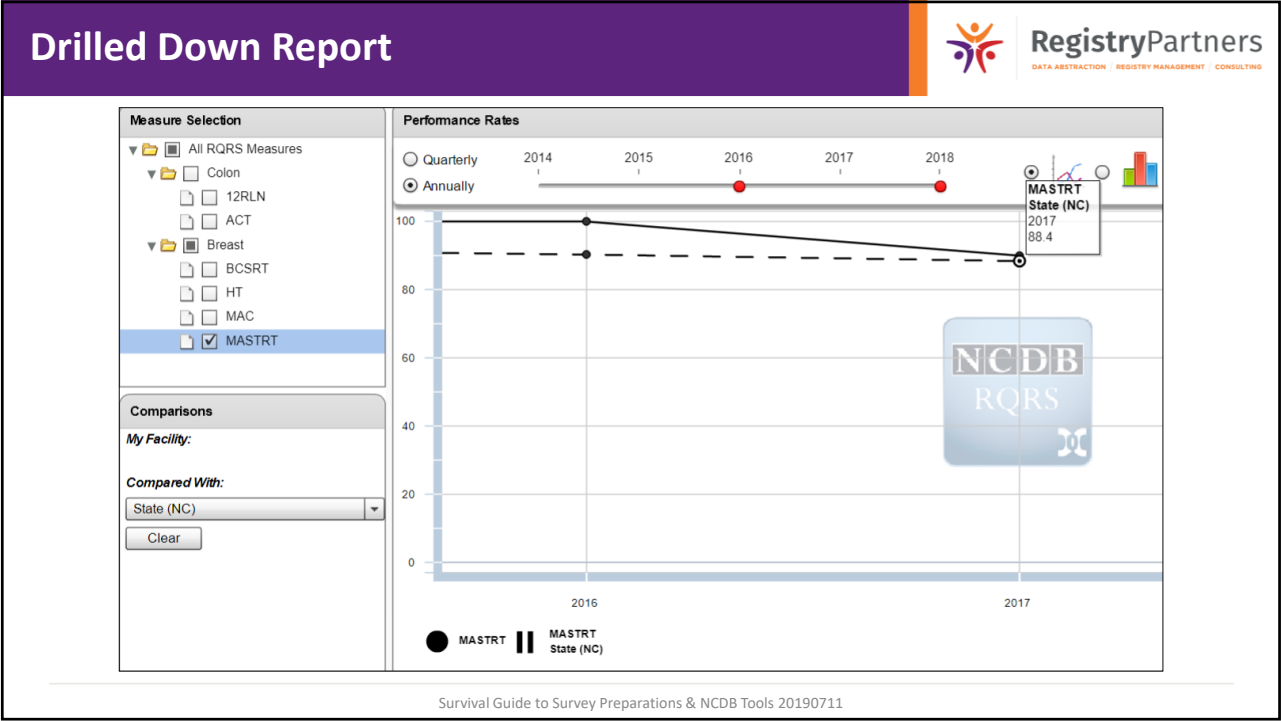 Drilled Down Report
RegistryPartners
DATA ABSTRACTION | REGISTRY MANAGEMENT | CONSULTING
Measure Selection
All RQRS Measures
Colon
12RLN
ACT
Breast
BCSRT
HT
MAC
MASTRT
Comparisons
My Facility:
Compared With:
State (NC)
Clear
Performance Rates
Quarterly
Annually
2014 2015 2016 2017 2018
MASTRT
State (NC)
2017
88.4
100
80
60
40
20
0
NCDB
RQRS
2016 2017
MASTRT
MASTRT
State (NC)
Survival Guide to Survey Preparations & NCDB Tools 20190711